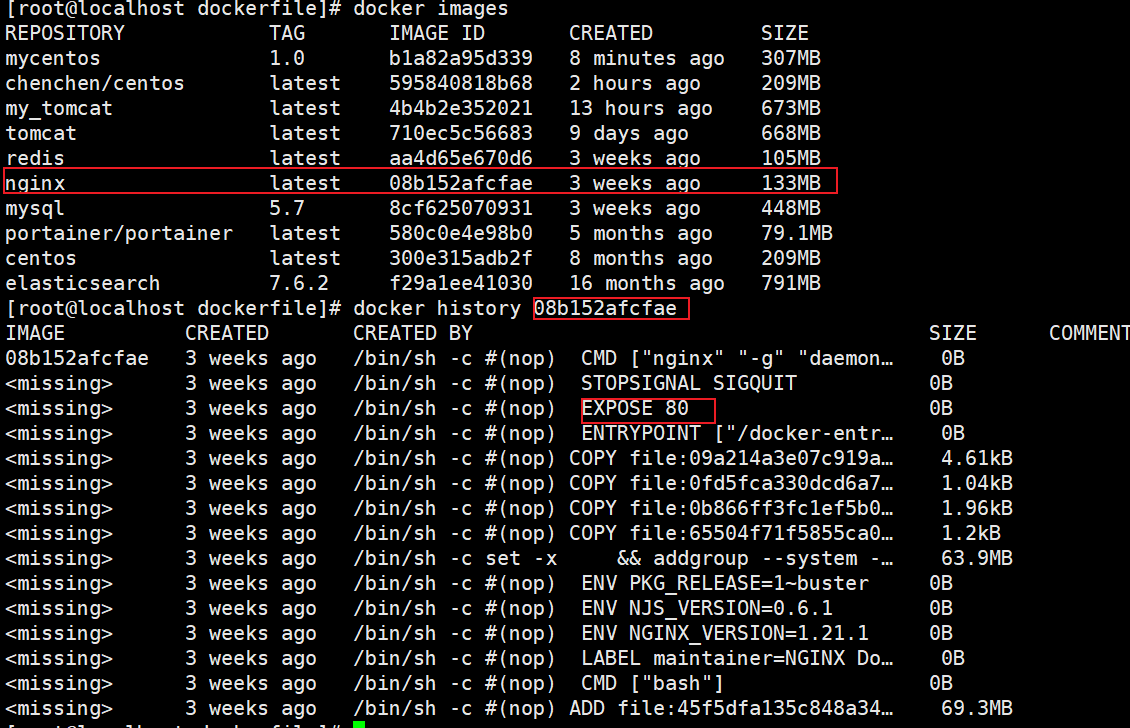 [root@localhost dockerfile]# docker images
REPOSITORY            TAG       IMAGE ID       CREATED         SIZE
mycentos              1.0       b1a82a95d339   8 minutes ago   307MB
chenchen/centos       latest    595840818b68   2 hours ago     209MB
my_tomcat             latest    4b4b2e352021   13 hours ago    673MB
tomcat                latest    710ec5c56683   9 days ago      668MB
redis                 latest    aa4d65e670d6   3 weeks ago     105MB
nginx                 latest    08b152afcfae   3 weeks ago     133MB
mysql                 5.7       8cf625070931   3 weeks ago     448MB
portainer/portainer   latest    580c0e4e98b0   5 months ago    79.1MB
centos                latest    300e315adb2f   8 months ago    209MB
elasticsearch         7.6.2     f29a1ee41030   16 months ago   791MB
[root@localhost dockerfile]# docker history 08b152afcfae
IMAGE          CREATED       CREATED BY                                      SIZE      COMMENT
08b152afcfae   3 weeks ago   /bin/sh -c #(nop)  CMD ["nginx" "-g" "daemon…   0B
<missing>      3 weeks ago   /bin/sh -c #(nop)  STOPSIGNAL SIGQUIT           0B
<missing>      3 weeks ago   /bin/sh -c #(nop)  EXPOSE 80                    0B
<missing>      3 weeks ago   /bin/sh -c #(nop)  ENTRYPOINT ["/docker-entr…   0B
<missing>      3 weeks ago   /bin/sh -c #(nop) COPY file:09a214a3e07c919a…   4.61kB
<missing>      3 weeks ago   /bin/sh -c #(nop) COPY file:0fd5fca330dcd6a7…   1.04kB
<missing>      3 weeks ago   /bin/sh -c #(nop) COPY file:0b866ff3fc1ef5b0…   1.96kB
<missing>      3 weeks ago   /bin/sh -c #(nop) COPY file:65504f71f5855ca0…   1.2kB
<missing>      3 weeks ago   /bin/sh -c set -x     && addgroup --system -…   63.9MB
<missing>      3 weeks ago   /bin/sh -c #(nop)  ENV PKG_RELEASE=1~buster     0B
<missing>      3 weeks ago   /bin/sh -c #(nop)  ENV NJS_VERSION=0.6.1        0B
<missing>      3 weeks ago   /bin/sh -c #(nop)  ENV NGINX_VERSION=1.21.1     0B
<missing>      3 weeks ago   /bin/sh -c #(nop)  LABEL maintainer=NGINX Do…   0B
<missing>      3 weeks ago   /bin/sh -c #(nop)  CMD ["bash"]                 0B
<missing>      3 weeks ago   /bin/sh -c #(nop) ADD file:45f5dfa135c848a34…   69.3MB
[root@localhost dockerfile]#